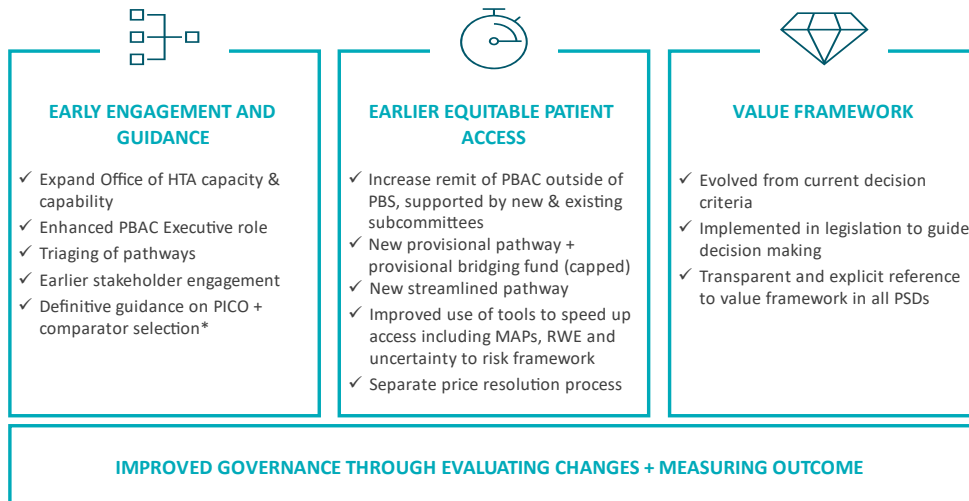 EARLY ENGAGEMENT AND
GUIDANCE
✓ Expand Office of HTA capacity &
capability
✓ Enhanced PBAC Executive role
✓ Triaging of pathways
✓ Earlier stakeholder engagement
✓ Definitive guidance on PICO +
comparator selection*
EARLIER EQUITABLE PATIENT
ACCESS
✓ Increase remit of PBAC outside of
PBS, supported by new & existing
subcommittees
✓ New provisional pathway +
provisional bridging fund (capped)
✓ New streamlined pathway
✓ Improved use of tools to speed up
access including MAPs, RWE and
uncertainty to risk framework
✓ Separate price resolution process
VALUE FRAMEWORK
✓ Evolved from current decision
criteria
✓ Implemented in legislation to guide
decision making
✓ Transparent and explicit reference
to value framework in all PSDs
IMPROVED GOVERNANCE THROUGH EVALUATING CHANGES + MEASURING OUTCOME